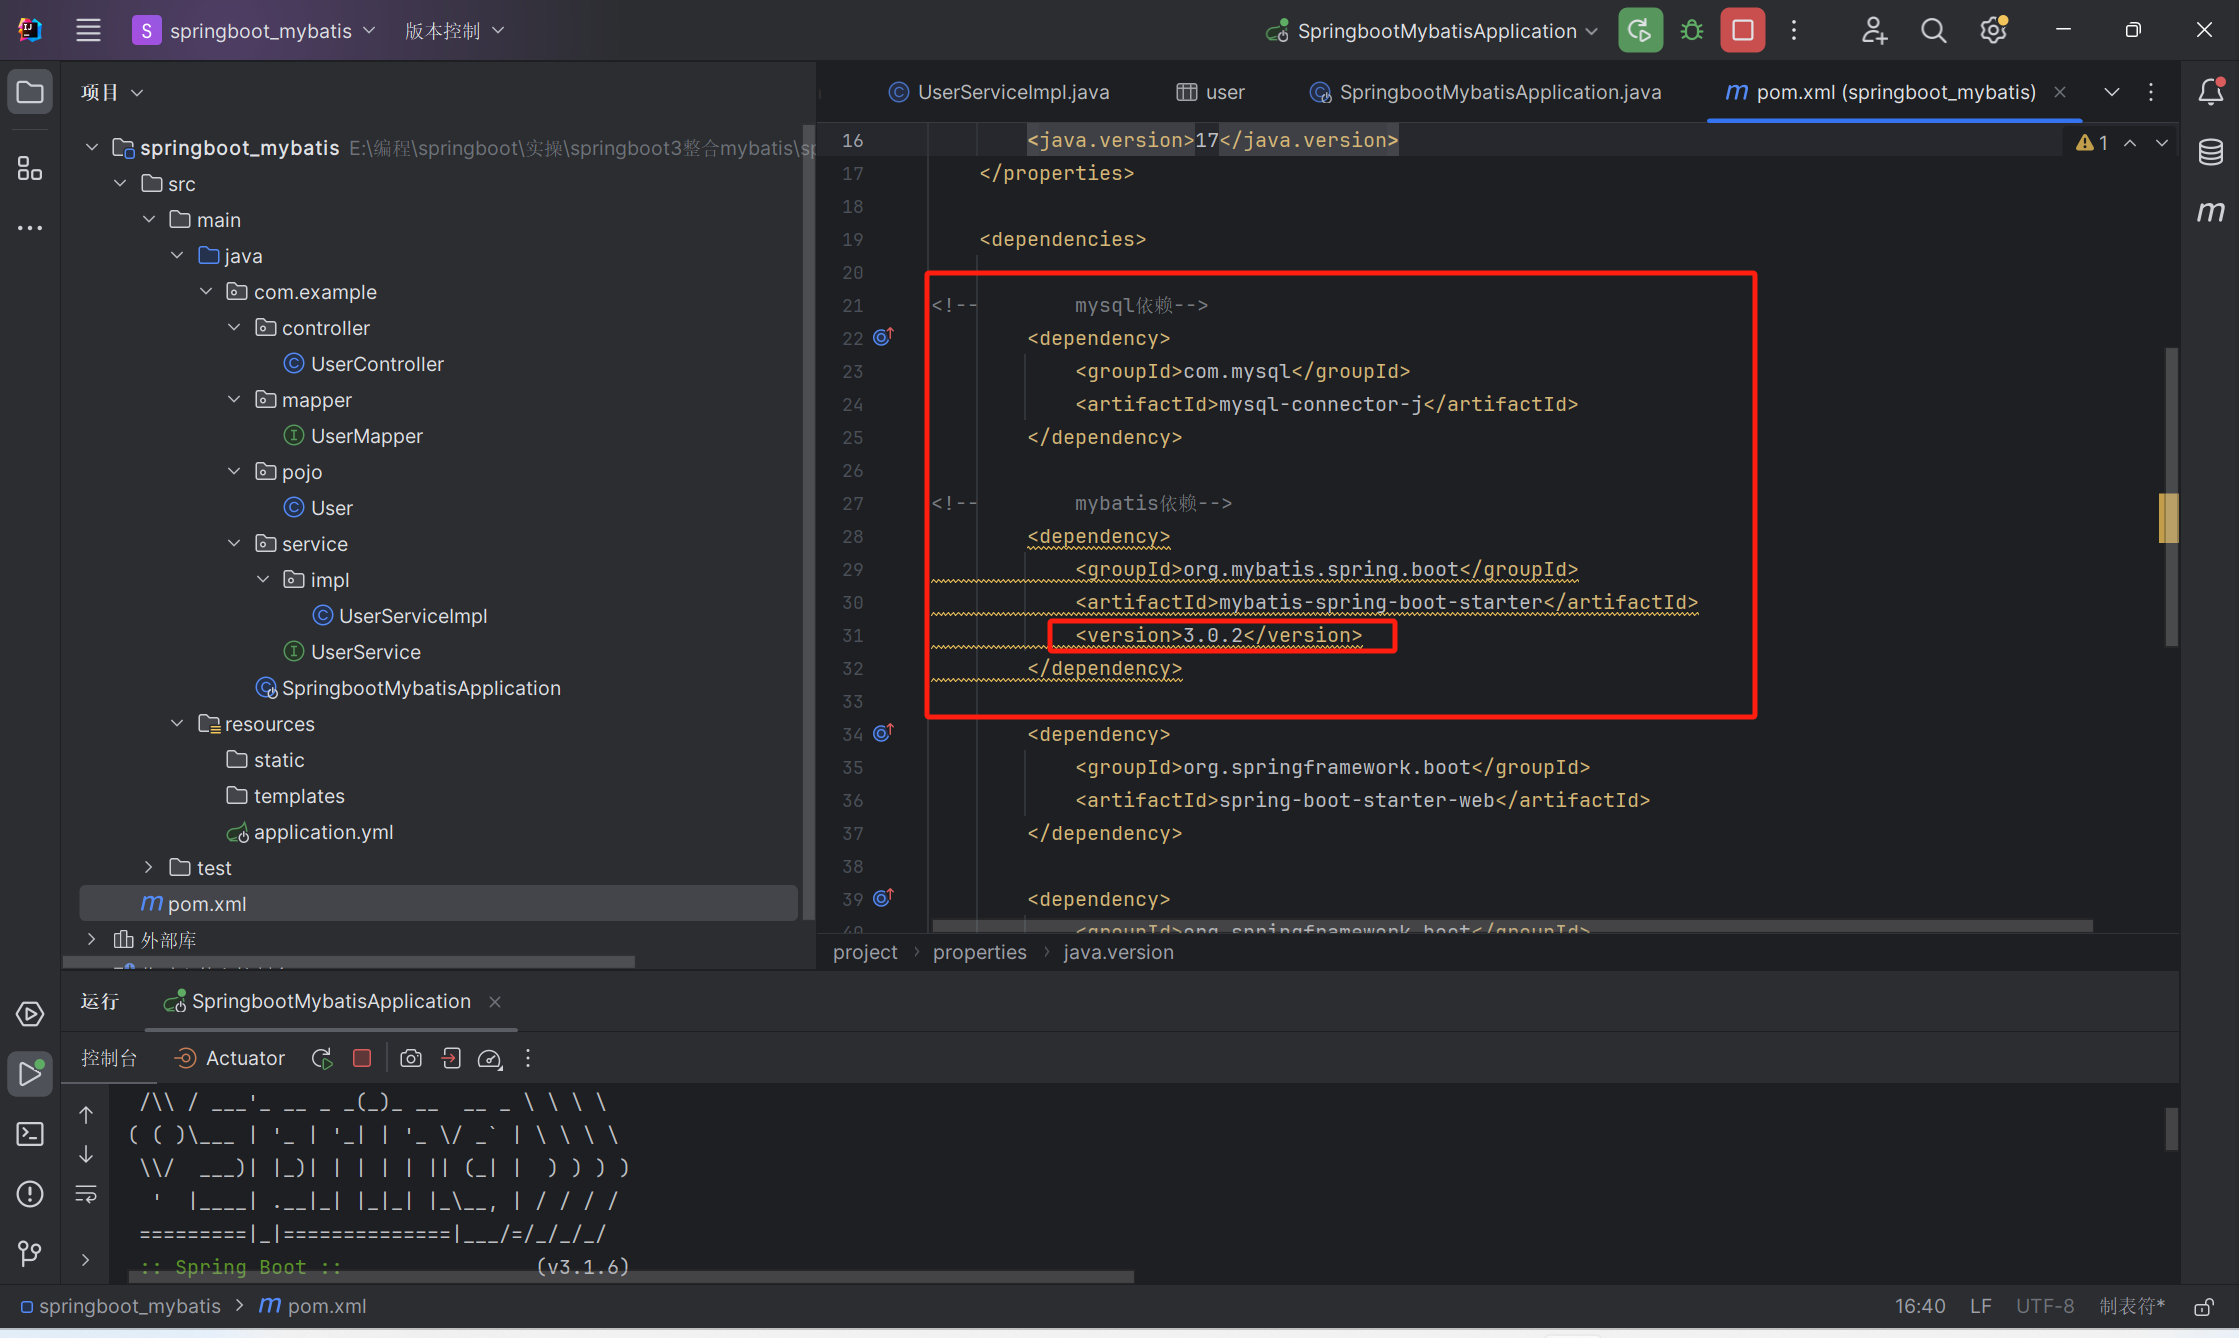 S springboot_mybatis 版本控制 SpringbootMybatisApplication
项目
springboot_mybatis E:\编程\springboot\实操\springboot3整合mybatis\sp
src
main
java
com.example
controller
UserController
mapper
UserMapper
pojo
User
service
impl
UserServiceImpl
UserService
SpringbootMybatisApplication
resources
static
templates
application.yml
test
pom.xml
外部库
UserServiceImpl.java user SpringbootMybatisApplication.java pom.xml (springboot_mybatis)
1
16 <java.version>17</java.version>
17 </properties>
18
19 <dependencies>
20
21 <!-- mysql依赖-->
22 <dependency>
23 <groupId>com.mysql</groupId>
24 <artifactId>mysql-connector-j</artifactId>
25 </dependency>
26
27 <!-- mybatis依赖-->
28 <dependency>
29 <groupId>org.mybatis.spring.boot</groupId>
30 <artifactId>mybatis-spring-boot-starter</artifactId>
31 <version>3.0.2</version>
32 </dependency>
33
34 <dependency>
35 <groupId>org.springframework.boot</groupId>
36 <artifactId>spring-boot-starter-web</artifactId>
37 </dependency>
38
39 <dependency>
40 <groupId>org.springframework.boot</groupId>
project > properties > java.version
运行 SpringbootMybatisApplication
控制台 Actuator
 /\\ / ___'_ __ _ _(_)_ __  __ _ \ \ \ \
( ( )\___ | '_ | '_| | '_ \/ _` | \ \ \ \
 \\/  ___)| |_)| | | | | || (_| |  ) ) ) )
  '  |____| .__|_| |_|_| |_\__, | / / / /
 =========|_|==============|___/=/_/_/_/
 :: Spring Boot :: (v3.1.6)
springboot_mybatis > pom.xml 16:40 LF UTF-8 制表符*